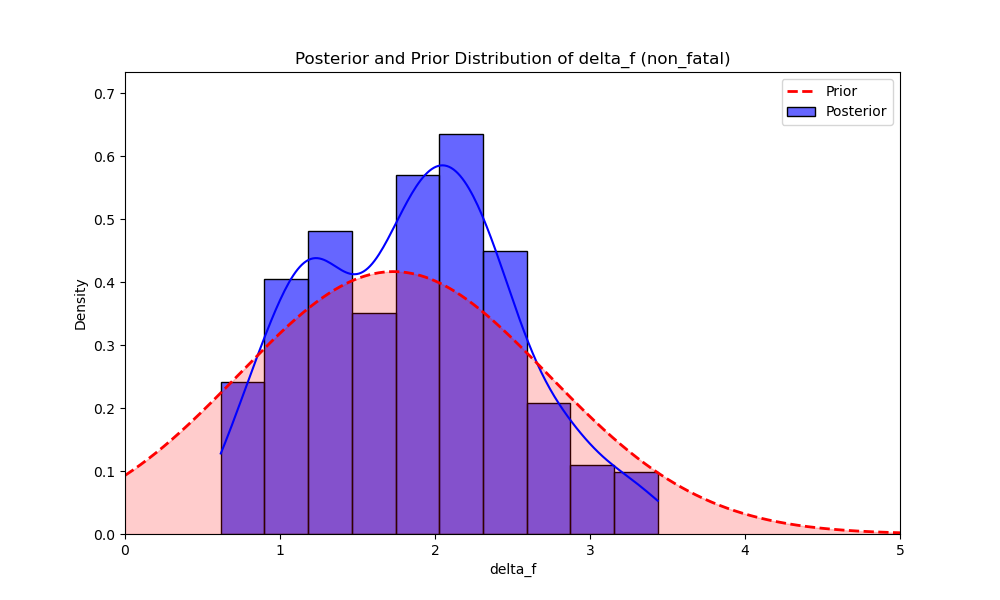 Posterior and Prior Distribution of delta_f (non_fatal)
Prior
Posterior
Density
0.7
0.6
0.5
0.4
0.3
0.2
0.1
0.0
0 1 2 3 4 5
delta_f